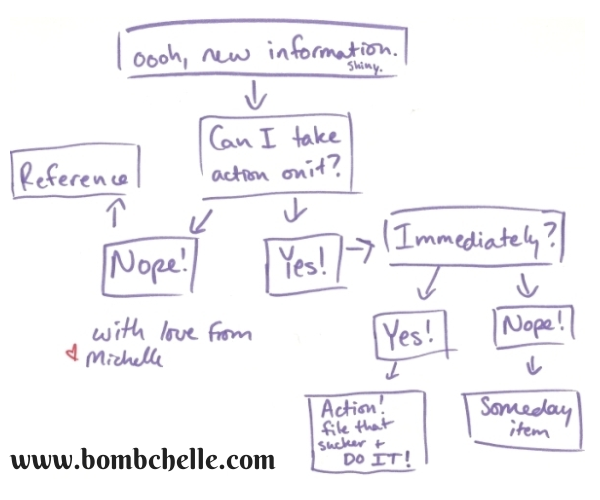 Oooh, new information.
Shiny.
Can I take
action on it?
Reference
Nope!
Yes!
Immediately?
Yes!
Nope!
Action!
file that
sucker +
DO IT!
Someday
item
with love from
Michelle
www.bombchelle.com